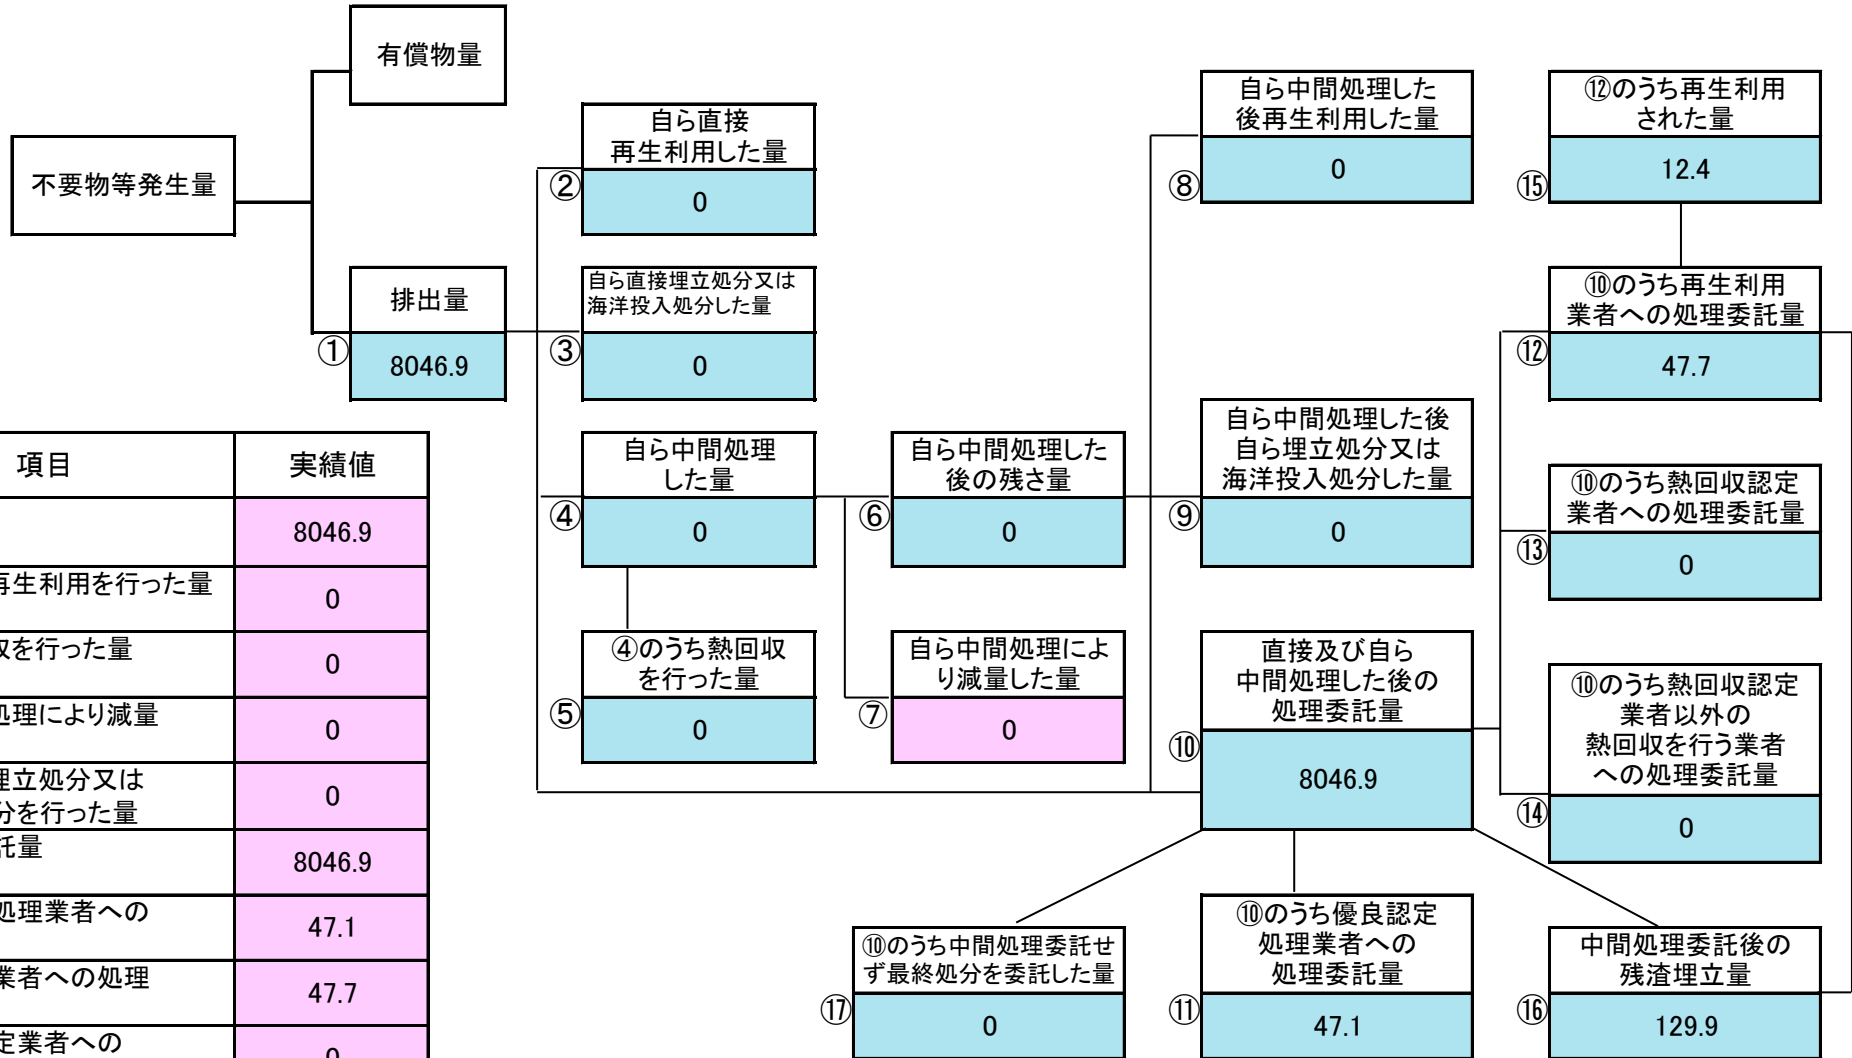 有償物量
不要物等発生量
排出量
①
8046.9
自ら直接
再生利用した量
②
0
自ら直接埋立処分又は
海洋投入処分した量
③
0
自ら中間処理
した量
④
0
④のうち熱回収
を行った量
⑤
0
自ら中間処理した
後の残さ量
⑥
0
自ら中間処理によ
り減量した量
⑦
0
自ら中間処理した
後再生利用した量
⑧
0
自ら中間処理した後
自ら埋立処分又は
海洋投入処分した量
⑨
0
直接及び自ら
中間処理した後の
処理委託量
⑩
8046.9
⑫のうち再生利用
された量
⑮
12.4
⑩のうち再生利用
業者への処理委託量
⑫
47.7
⑩のうち熱回収認定
業者への処理委託量
⑬
0
⑩のうち熱回収認定
業者以外の
熱回収を行う業者
への処理委託量
⑭
0
⑩のうち中間処理委託せ
ず最終処分を委託した量
⑰
0
⑩のうち優良認定
処理業者への
処理委託量
⑪
47.1
中間処理委託後の
残渣埋立量
⑯
129.9
項目 実績値
8046.9
再生利用を行った量
0
を行った量
0
処理により減量
0
埋立処分又は
分を行った量
0
託量
8046.9
処理業者への
47.1
業者への処理
47.7
定業者への
0